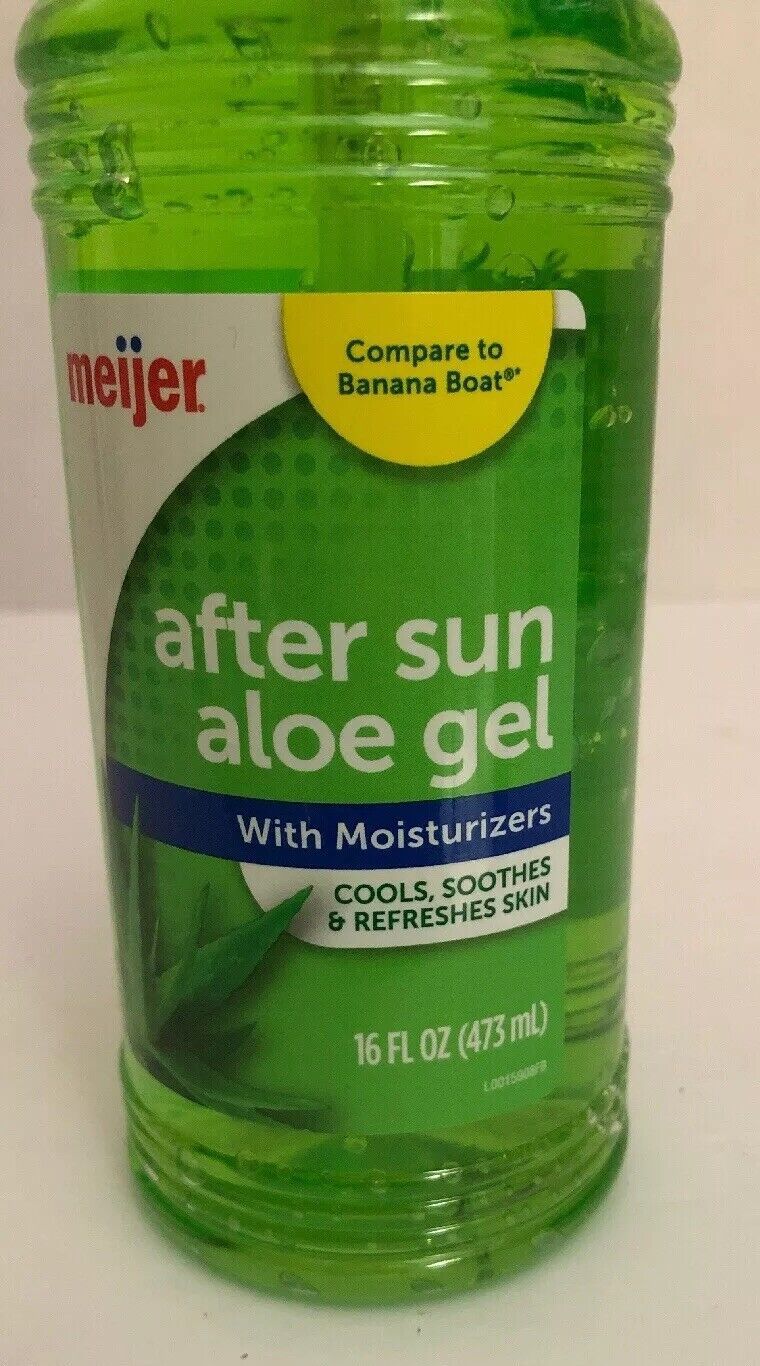 meijer
Compare to
Banana Boat®*
after sun
aloe gel
With Moisturizers
COOLS, SOOTHES
& REFRESHES SKIN
16 FL OZ (473 mL)